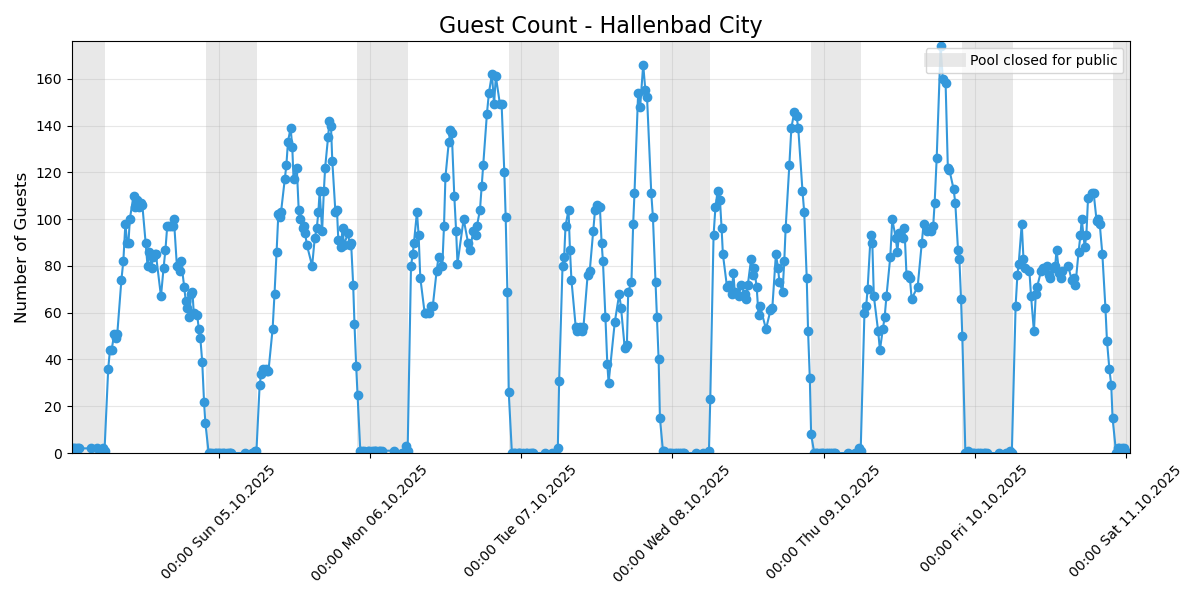 Guest Count - Hallenbad City
Pool closed for public
Number of Guests
160
140
120
100
80
60
40
20
0
00:00 Sun 05.10.2025
00:00 Mon 06.10.2025
00:00 Tue 07.10.2025
00:00 Wed 08.10.2025
00:00 Thu 09.10.2025
00:00 Fri 10.10.2025
00:00 Sat 11.10.2025